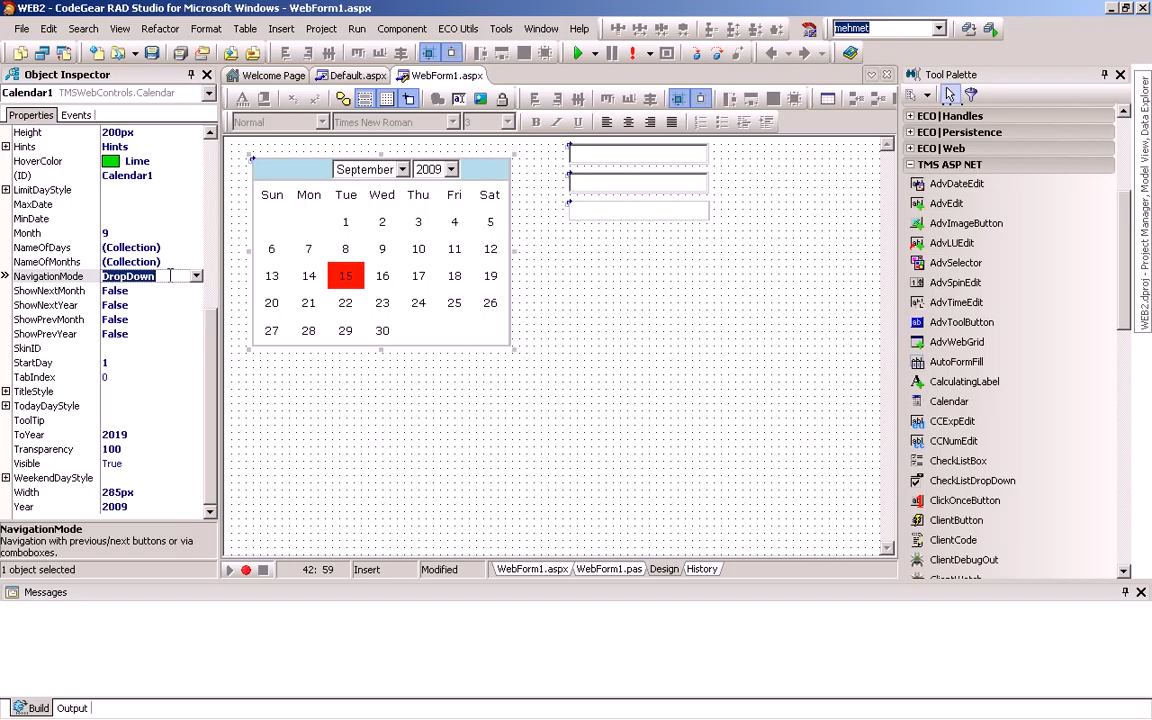 WEB2 - CodeGear RAD Studio for Microsoft Windows - WebForm1.aspx
File Edit Search View Refactor Format Table Insert Project Run Component ECO Utils Tools Window Help mehmet
Object Inspector
Welcome Page Default.aspx WebForm1.aspx
Tool Palette
Calendar1 TMSWebControls.Calendar
Properties Events
Normal Times New Roman 3 B I U
Height 200px
Hints Hints
HoverColor Lime
(ID) Calendar1
LimitDayStyle
MaxDate
MinDate
Month 9
NameOfDays (Collection)
NameOfMonths (Collection)
NavigationMode DropDown
ShowNextMonth False
ShowNextYear False
ShowPrevMonth False
ShowPrevYear False
SkinID
StartDay 1
TabIndex 0
TitleStyle
TodayDayStyle
ToolTip
ToYear 2019
Transparency 100
Visible True
WeekendDayStyle
Width 285px
Year 2009
NavigationMode
Navigation with previous/next buttons or via
comboboxes.
1 object selected
September 2009
Sun Mon Tue Wed Thu Fri Sat
1 2 3 4 5
6 7 8 9 10 11 12
13 14 15 16 17 18 19
20 21 22 23 24 25 26
27 28 29 30
42: 59 Insert Modified WebForm1.aspx WebForm1.pas Design History
ECO|Handles
ECO|Persistence
ECO|Web
TMS ASP NET
AdvDateEdit
AdvEdit
AdvImageButton
AdvLUEdit
AdvSelector
AdvSpinEdit
AdvTimeEdit
AdvToolButton
AdvWebGrid
AutoFormFill
CalculatingLabel
Calendar
CCExpEdit
CCNumEdit
CheckListBox
CheckListDropDown
ClickOnceButton
ClientButton
ClientCode
ClientDebugOut
WEB2.dproj - Project Manager, Model View, Data Explorer
Messages
Build Output